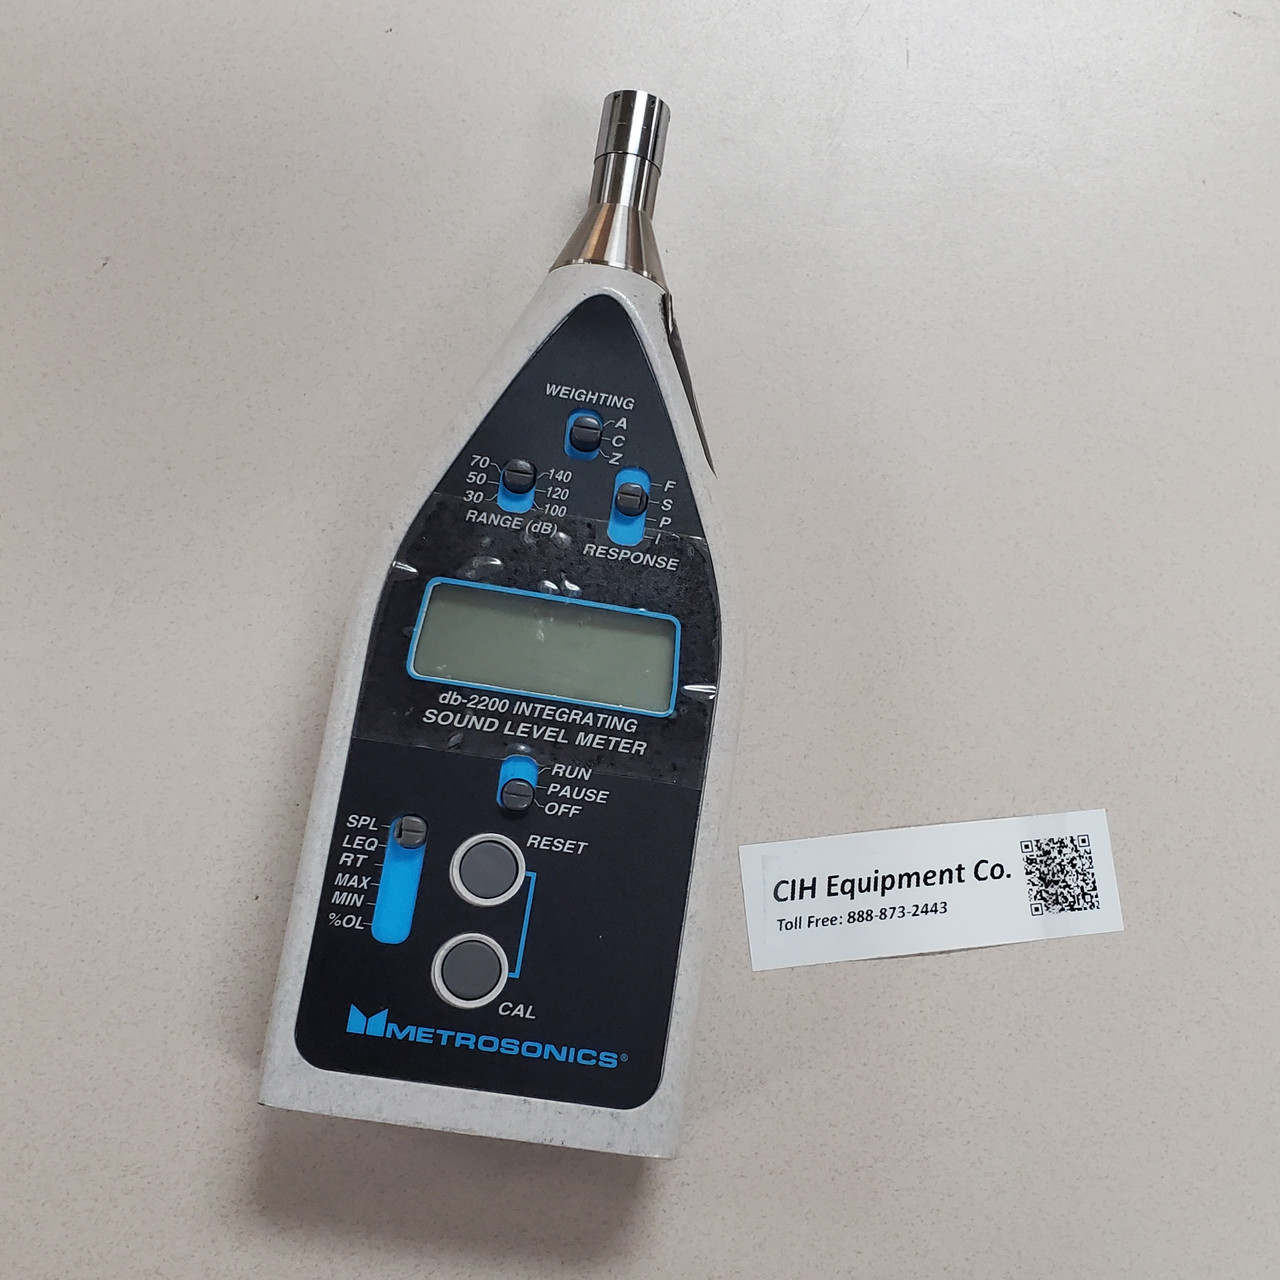 WEIGHTING
A
C
Z
70
50
30
140
120
100
RANGE (dB)
F
S
P
I
RESPONSE
db-2200 INTEGRATING
SOUND LEVEL METER
RUN
PAUSE
OFF
SPL
LEQ
RT
MAX
MIN
%OL
RESET
CAL
METROSONICS®
CIH Equipment Co.
Toll Free: 888-873-2443